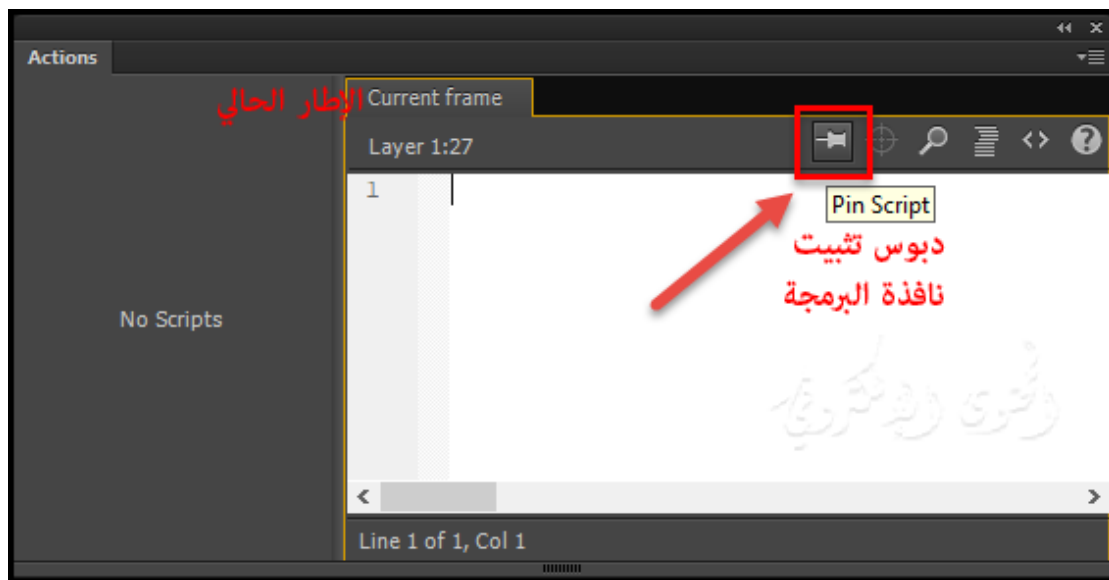 Actions
الإطار الحالي
Current frame
Layer 1:27
1
Pin Script
دبوس تثبيت
نافذة البرمجة
No Scripts
Line 1 of 1, Col 1